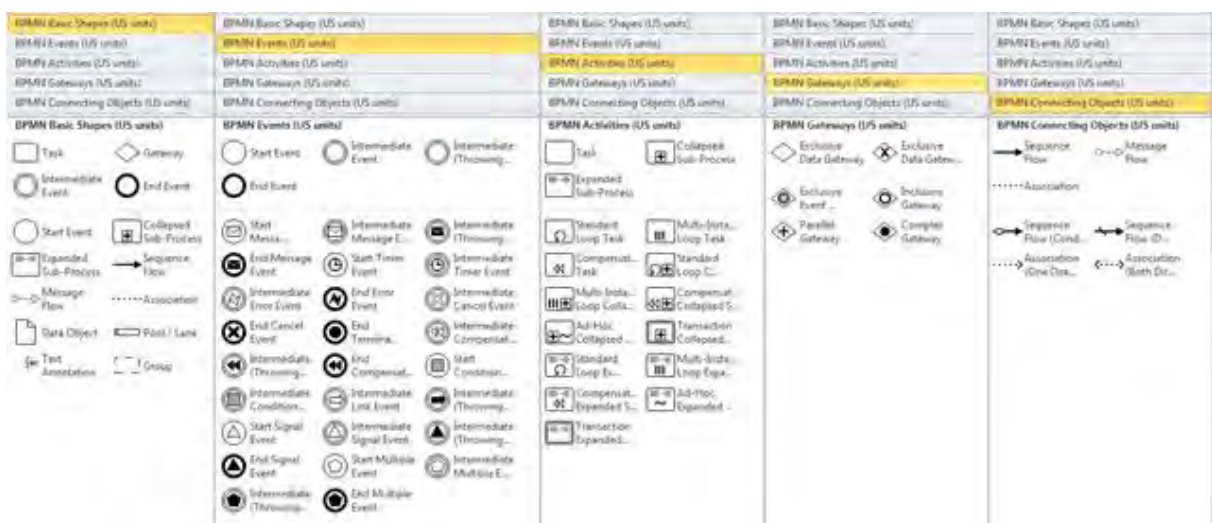 BPMN Basic Shapes (US units)
BPMN Events (US units)
BPMN Activities (US units)
BPMN Gateways (US units)
BPMN Connecting Objects (US units)
BPMN Basic Shapes (US units)
Task
Gateway
Intermediate
Event
End Event
Start Event
Collapsed
Sub-Process
Expanded
Sub-Process
Sequence
Flow
Message
Flow
Association
Data Object
Pool / Lane
Text
Annotation
Group
BPMN Basic Shapes (US units)
BPMN Events (US units)
BPMN Activities (US units)
BPMN Gateways (US units)
BPMN Connecting Objects (US units)
BPMN Events (US units)
Start Event
Intermediate
Event
Intermediate
(Throwing...
End Event
Start
Messa...
Intermediate
Message E...
Intermediate
(Throwing...
End Message
Event
Start Timer
Event
Intermediate
Timer Event
Intermediate
Error Event
End Error
Event
Intermediate
Cancel Event
End Cancel
Event
End
Termina...
Intermediate
Compensat...
Intermediate
(Throwing...
End
Compensat...
Start
Condition...
Intermediate
Condition...
Intermediate
Link Event
Intermediate
(Throwing...
Start Signal
Event
Intermediate
Signal Event
Intermediate
(Throwing...
End Signal
Event
Start Multiple
Event
Intermediate
Multiple E...
Intermediate
(Throwing...
End Multiple
Event
BPMN Basic Shapes (US units)
BPMN Events (US units)
BPMN Activities (US units)
BPMN Gateways (US units)
BPMN Connecting Objects (US units)
BPMN Activities (US units)
Task
Collapsed
Sub-Process
Expanded
Sub-Process
Standard
Loop Task
Multi-Insta...
Loop Task
Compensat...
Task
Standard
Loop C...
Multi-Insta...
Loop Colla...
Compensat...
Collapsed S...
Ad-Hoc
Collapsed ...
Transaction
Collapsed...
Standard
Loop Ex...
Multi-Insta...
Loop Expa...
Compensat...
Expanded S...
Ad-Hoc
Expanded ...
Transaction
Expanded...
BPMN Basic Shapes (US units)
BPMN Events (US units)
BPMN Activities (US units)
BPMN Gateways (US units)
BPMN Connecting Objects (US units)
BPMN Gateways (US units)
Exclusive
Data Gateway
Exclusive
Data Gatew...
Exclusive
Event ...
Inclusive
Gateway
Parallel
Gateway
Complex
Gateway
BPMN Basic Shapes (US units)
BPMN Events (US units)
BPMN Activities (US units)
BPMN Gateways (US units)
BPMN Connecting Objects (US units)
BPMN Connecting Objects (US units)
Sequence
Flow
Message
Flow
Association
Sequence
Flow (Cond...
Sequence
Flow (D...
Association
(One Dire...
Association
(Both Dir...